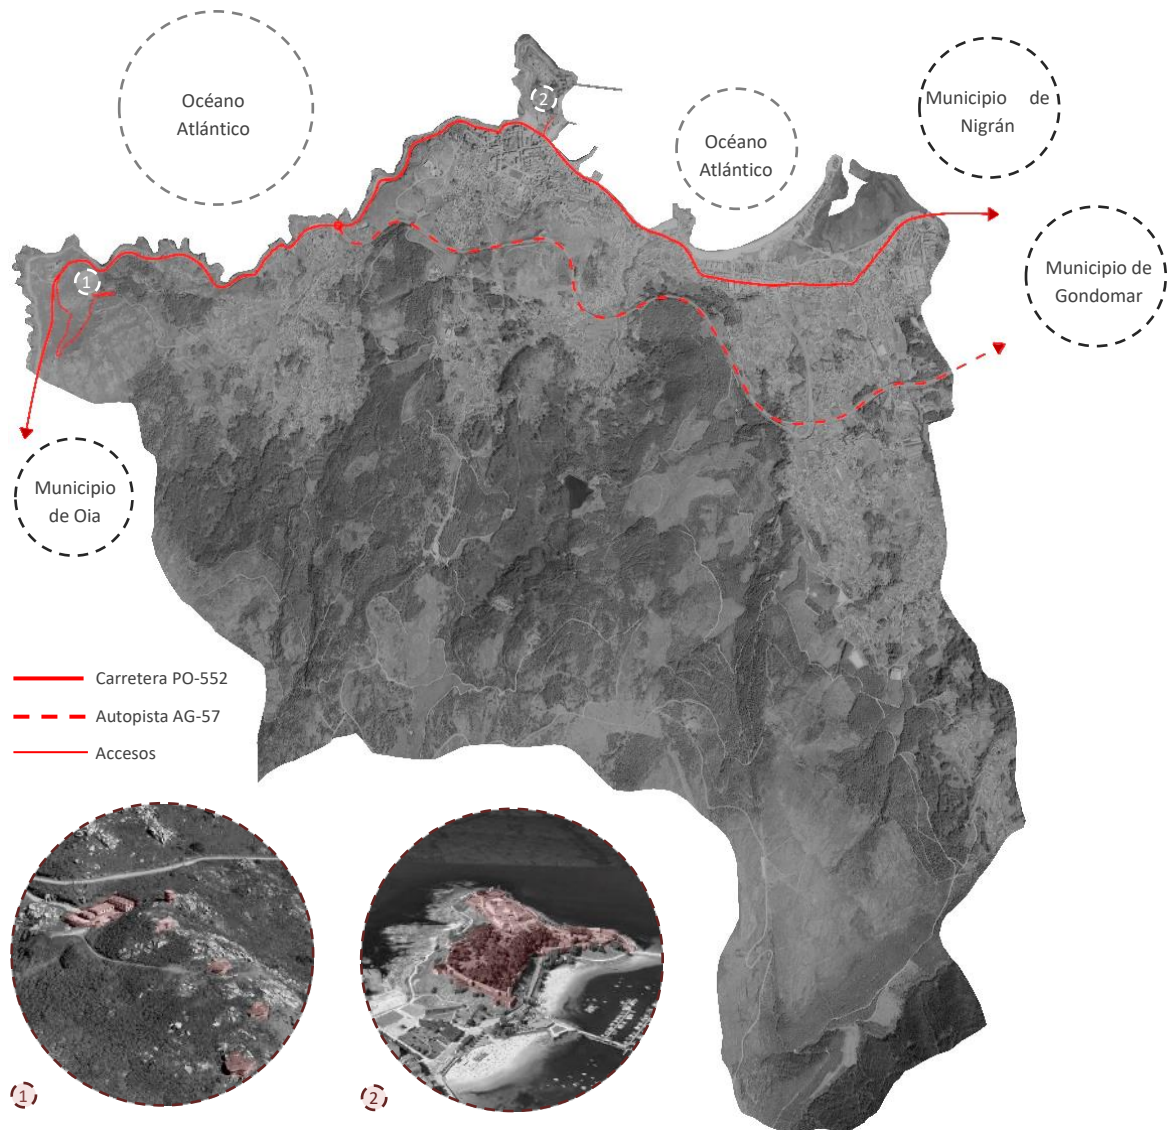 Océano
Atlántico
2
Océano
Atlántico
Municipio de
Nigrán
Municipio de
Gondomar
1
Municipio
de Oia
Carretera PO-552
Autopista AG-57
Accesos
1
2